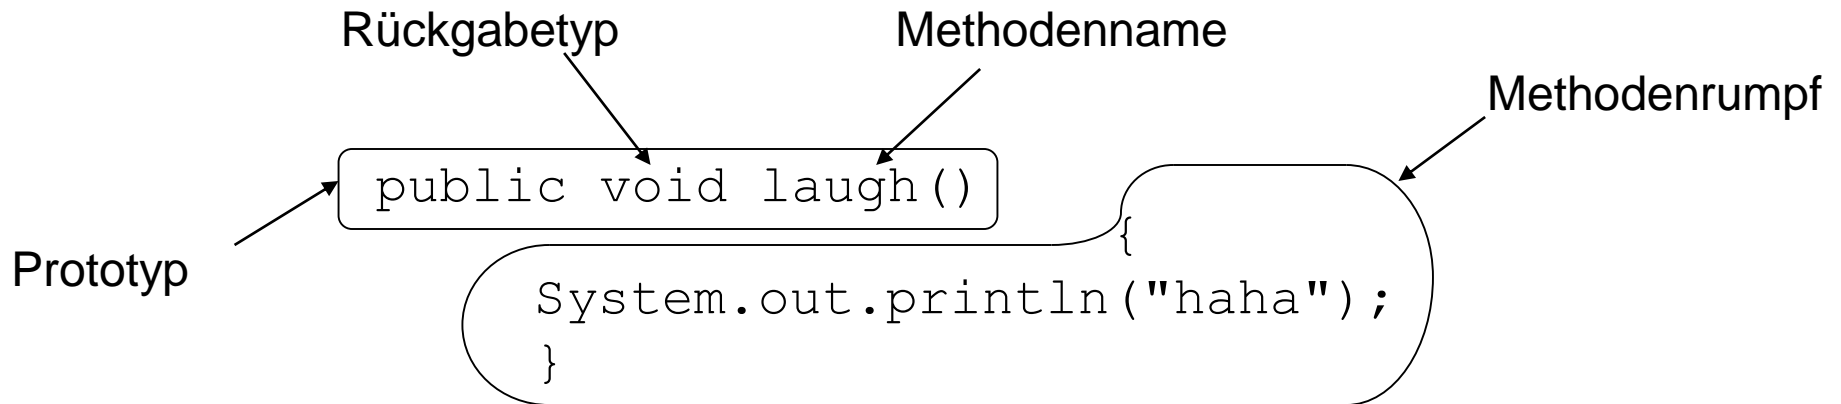 Rückgabetyp Methodenname
Methodenrumpf
public void laugh()
{
Prototyp
System.out.println("haha");
}